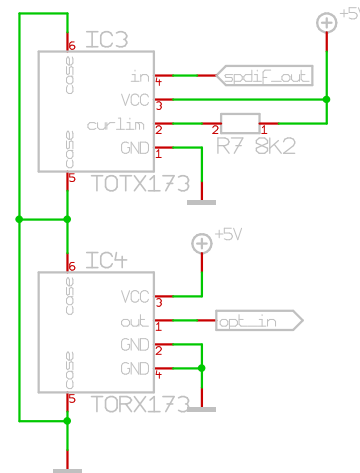 +5V
6 IC3
case
in 4 spdif_out
VCC 3
curlim 2 2 1
R7 8K2
case
GND 1
5 TOTX173
+5V
6 IC4
case
VCC 3
out 1 opt_in
GND 2
case
GND 4
5 TORX173